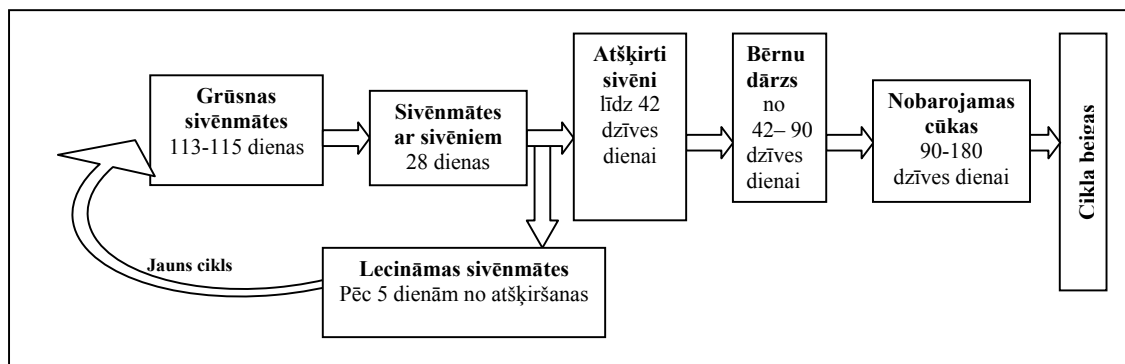 Grūsnas
sivēnmātes
113-115 dienas
Sivēnmātes
ar sivēniem
28 dienas
Atšķirti
sivēni
līdz 42
dzīves
dienai
Bērnu
dārzs
no
42– 90
dzīves
dienai
Nobarojamas
cūkas
90-180
dzīves dienai
Cikla beigas
Jauns cikls
Lecināmas sivēnmātes
Pēc 5 dienām no atšķiršanas